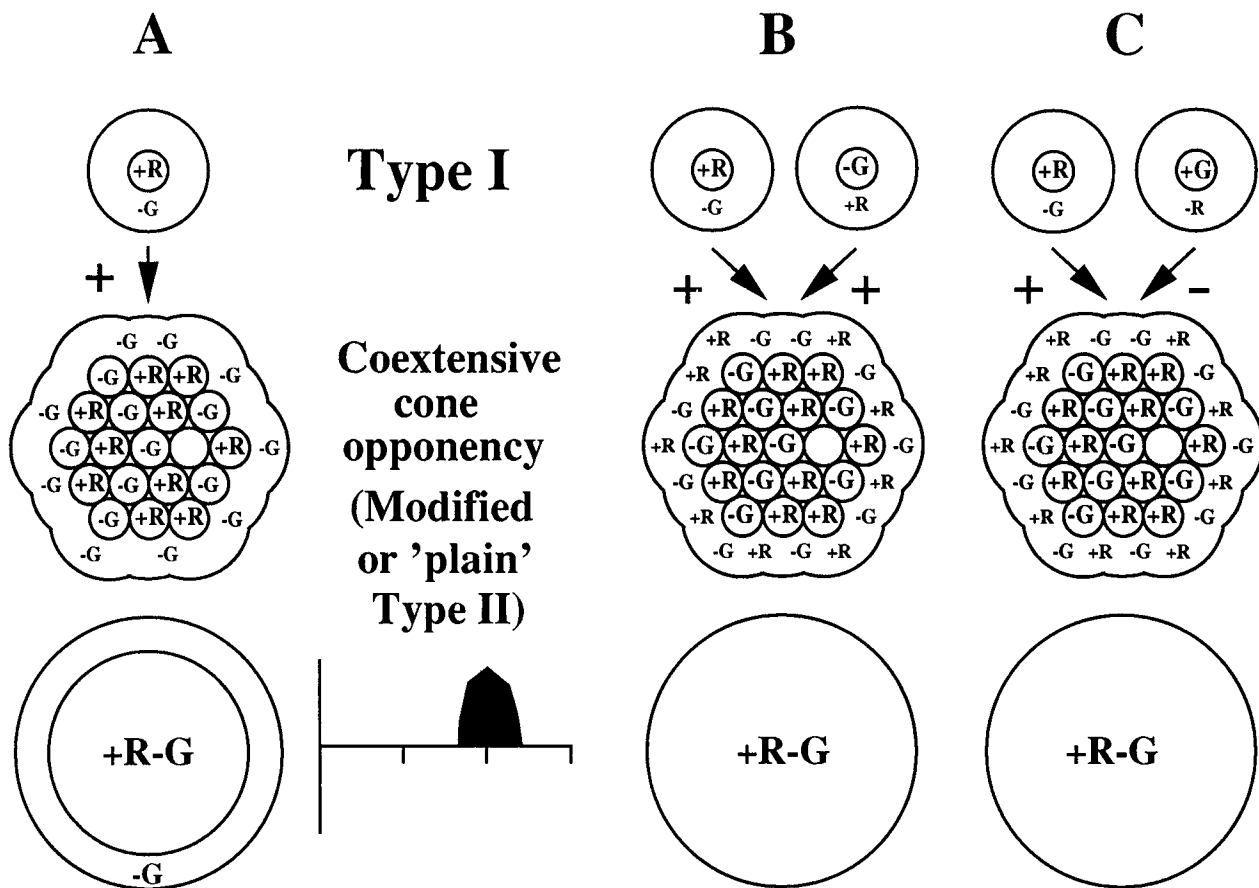 A B C
+R Type I +R -G +R +G
-G -G +R -G -R
+ + + + -
-G -G +R -G -G +R +R -G -G +R
-G +R +R -G +R -G +R +R -G +R -G +R +R -G
-G +R -G +R -G -G +R -G +R -G +R -G +R -G +R -G +R
-G +R -G +R -G +R -G +R -G +R -G +R -G +R -G +R -G
-G +R -G +R -G -G -G +R -G +R -G +R -G +R -G +R -G +R
-G +R +R -G +R -G +R +R -G +R -G +R +R -G
-G -G -G +R -G +R -G +R -G +R
Coextensive
cone
opponency
(Modified
or 'plain'
Type II)
+R-G +R-G +R-G
-G